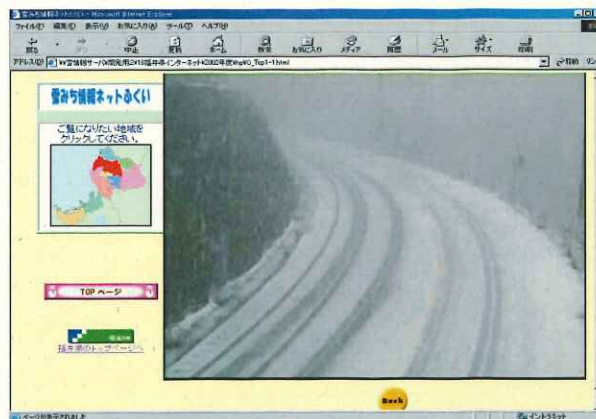 雪みち情報ネットふくい - Microsoft Internet Explorer
ファイル(F) 編集(E) 表示(V) お気に入り(A) ツール(T) ヘルプ(H)
戻る 中止 更新 ホーム 検索 お気に入り メディア 履歴 メール サイズ 印刷
アドレス(D) 移動
雪みち情報ネットふくい
ご覧になりたい地域を
クリックしてください。
TOP ページ
福井県のトップページへ
Back
ページが表示されました
イントラネット